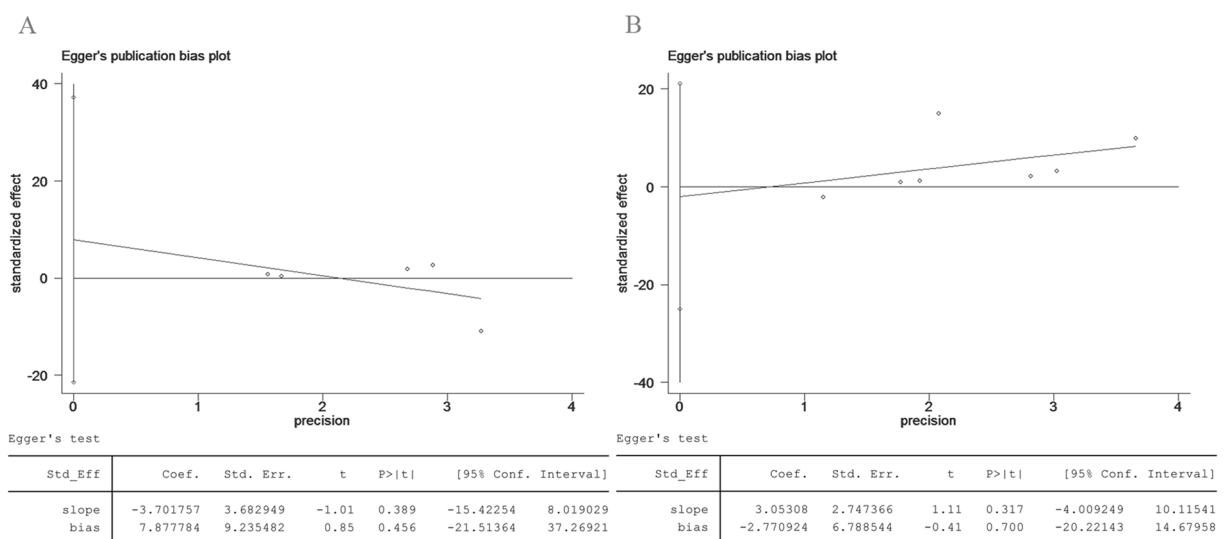 A
Egger's publication bias plot
40
20
0
-20
standardized effect
0 1 2 3 4
precision
Egger's test
Std_Eff Coef. Std. Err. t P>|t| [95% Conf. Interval]
slope -3.701757 3.682949 -1.01 0.389 -15.42254 8.019029
bias 7.877784 9.235482 0.85 0.456 -21.51364 37.26921
B
Egger's publication bias plot
20
0
-20
-40
standardized effect
0 1 2 3 4
precision
Egger's test
Std_Eff Coef. Std. Err. t P>|t| [95% Conf. Interval]
slope 3.05308 2.747366 1.11 0.317 -4.009249 10.11541
bias -2.770924 6.788544 -0.41 0.700 -20.22143 14.67958